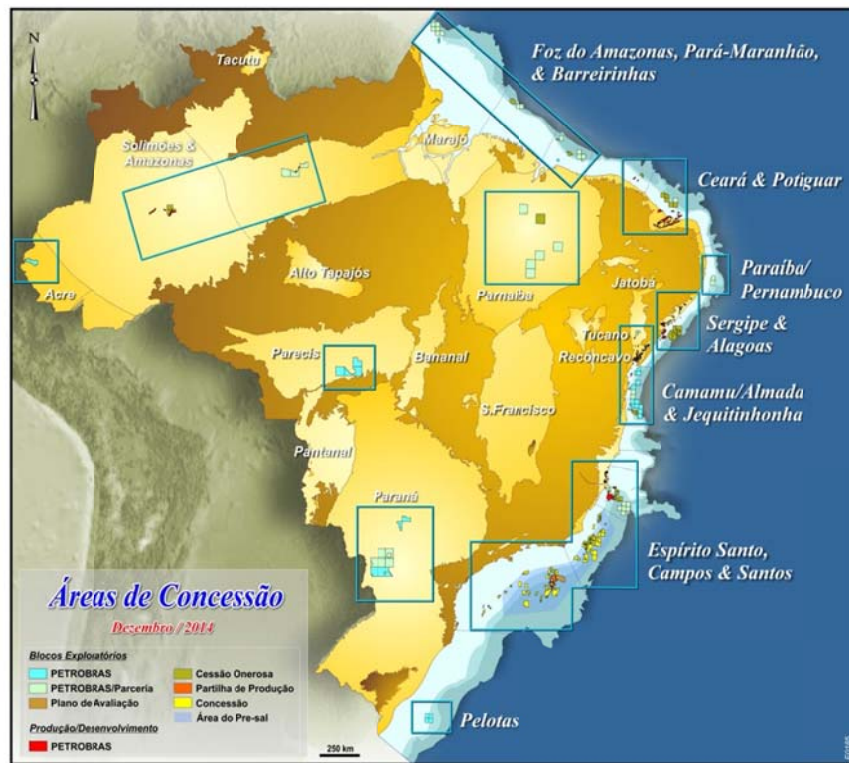 N
Foz do Amazonas, Pará-Maranhão,
& Barreirinhas
Tacutu
Solimões &
Amazonas
Marajó
Ceará & Potiguar
Acre
Alto Tapajós
Parnaíba
Jatobá
Paraíba/
Pernambuco
Tucano
Sergipe &
Alagoas
Parecis
Bananal
Recôncavo
S.Francisco
Camamu/Almada
& Jequitinhonha
Pantanal
Paraná
Espírito Santo,
Campos & Santos
Áreas de Concessão
Dezembro / 2014
Blocos Exploratórios
PETROBRAS
PETROBRAS/Parceria
Plano de Avaliação
Cessão Onerosa
Partilha de Produção
Concessão
Área do Pre-sal
Produção/Desenvolvimento
PETROBRAS
250 km
Pelotas